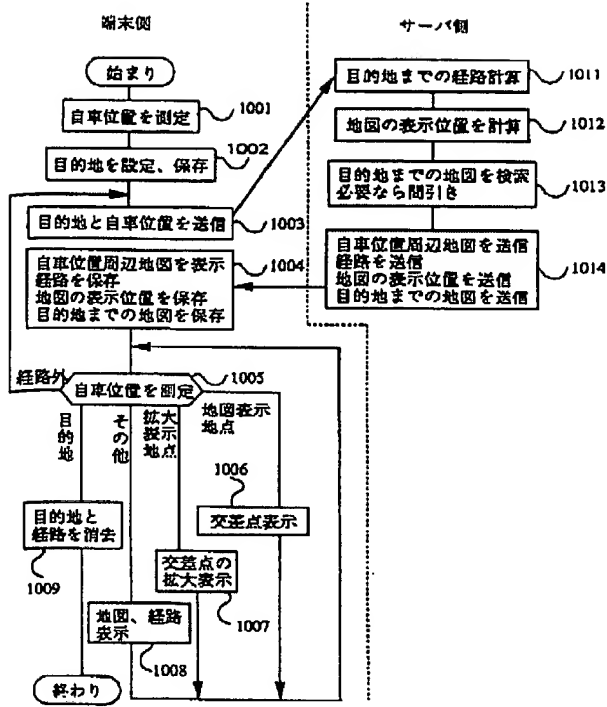 端末側
サーバ側
始まり
自車位置を測定
1001
目的地を設定、保存
1002
目的地と自車位置を送信
1003
自車位置周辺地図を表示
経路を保存
地図の表示位置を保存
目的地までの地図を保存
1004
目的地までの経路計算
1011
地図の表示位置を計算
1012
目的地までの地図を検索
必要なら間引き
1013
自車位置周辺地図を送信
経路を送信
地図の表示位置を送信
目的地までの地図を送信
1014
経路外
自車位置を測定
1005
目的地
その他
拡大
表示
地点
地図表示
地点
1006
交差点表示
目的地と
経路を消去
1009
交差点の
拡大表示
1007
地図、経路
表示
1008
終わり